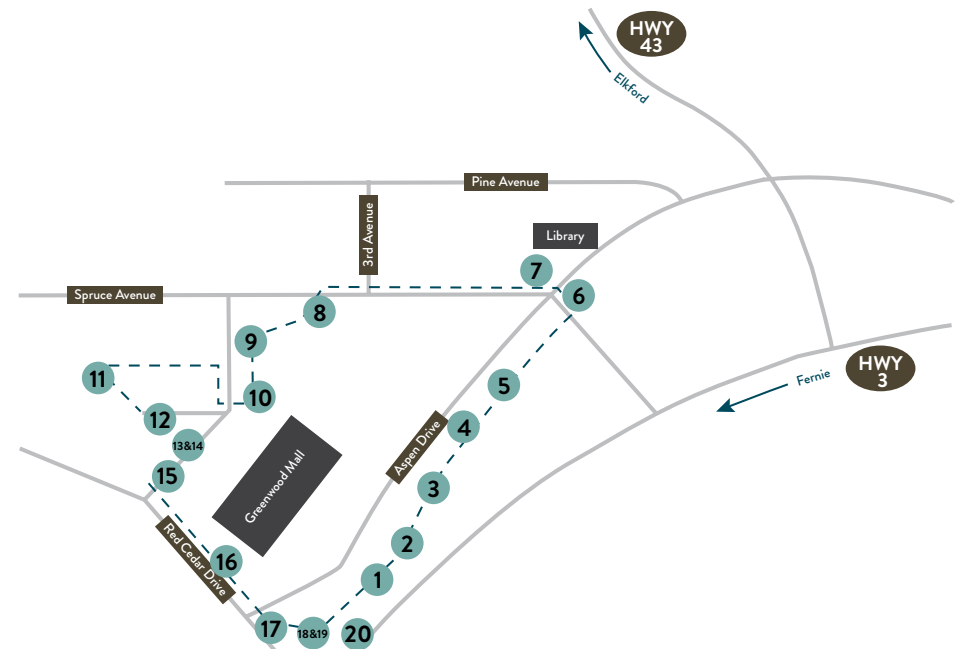 HWY
43
Elkford
Pine Avenue
3rd Avenue
Library
7
Spruce Avenue
6
8
9
HWY
3
Fernie
11
5
10
12
4
13&14
Aspen Drive
15
Greenwood Mall
3
2
Red Cedar Drive
16
1
17
18&19
20